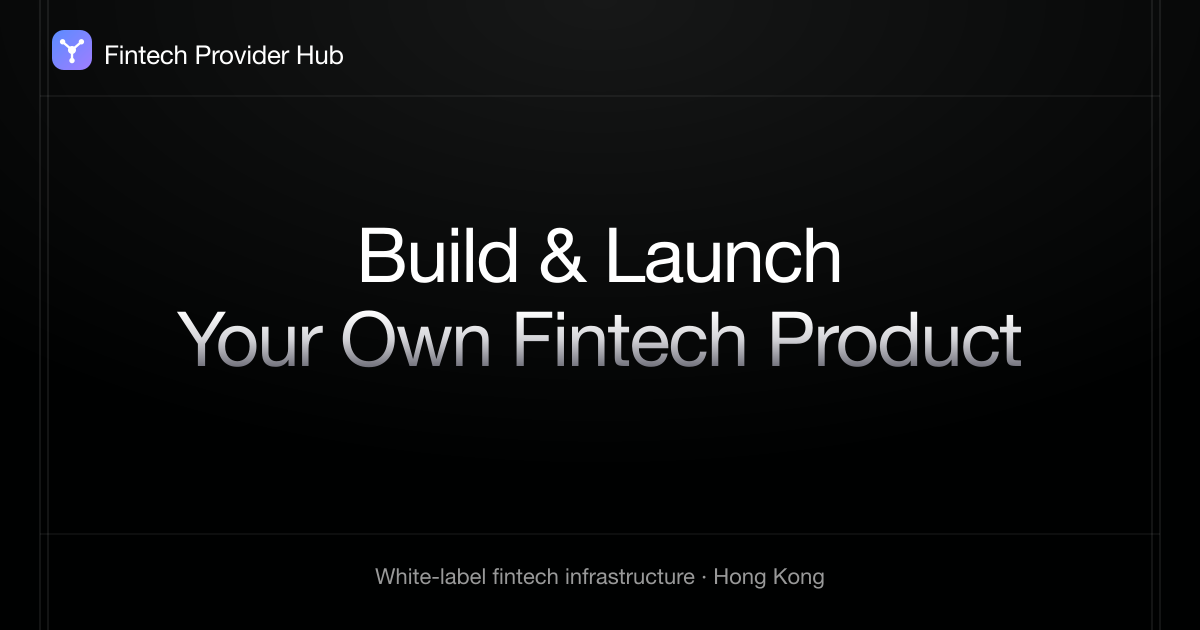 Fintech Provider Hub
Build & Launch
Your Own Fintech Product
White-label fintech infrastructure · Hong Kong